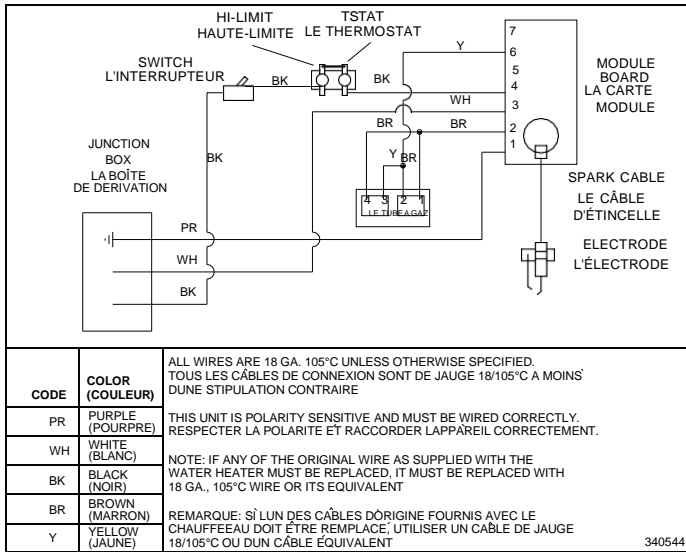 HI-LIMIT
HAUTE-LIMITE
TSTAT
LE THERMOSTAT
SWITCH
L'INTERRUPTEUR
BK
BK
Y
WH
BR
BR
Y
BR
7
6
5
4
3
2
1
MODULE
BOARD
LA CARTE
MODULE
JUNCTION
BOX
LA BOÎTE
DE DERIVATION
BK
4 3 2 1
LE TUBE A GAZ
SPARK CABLE
LE CÂBLE
D'ÉTINCELLE
ELECTRODE
L'ÉLECTRODE
PR
WH
BK
CODE
COLOR
(COULEUR)
PR
PURPLE
(POURPRE)
WH
WHITE
(BLANC)
BK
BLACK
(NOIR)
BR
BROWN
(MARRON)
Y
YELLOW
(JAUNE)
ALL WIRES ARE 18 GA. 105°C UNLESS OTHERWISE SPECIFIED.
TOUS LES CÂBLES DE CONNEXION SONT DE JAUGE 18/105°C A MOINS
DUNE STIPULATION CONTRAIRE
THIS UNIT IS POLARITY SENSITIVE AND MUST BE WIRED CORRECTLY.
RESPECTER LA POLARITE ET RACCORDER LAPPAREIL CORRECTEMENT.
NOTE: IF ANY OF THE ORIGINAL WIRE AS SUPPLIED WITH THE
WATER HEATER MUST BE REPLACED, IT MUST BE REPLACED WITH
18 GA., 105°C WIRE OR ITS EQUIVALENT
REMARQUE: SÌ LUN DES CÂBLES DÒRIGINE FOURNIS AVEC LE
CHAUFFEEAU DOIT ÊTRE REMPLACE, UTILISER UN CABLE DE JAUGE
18/105°C OU DUN CÂBLE ÉQUIVALENT
340544